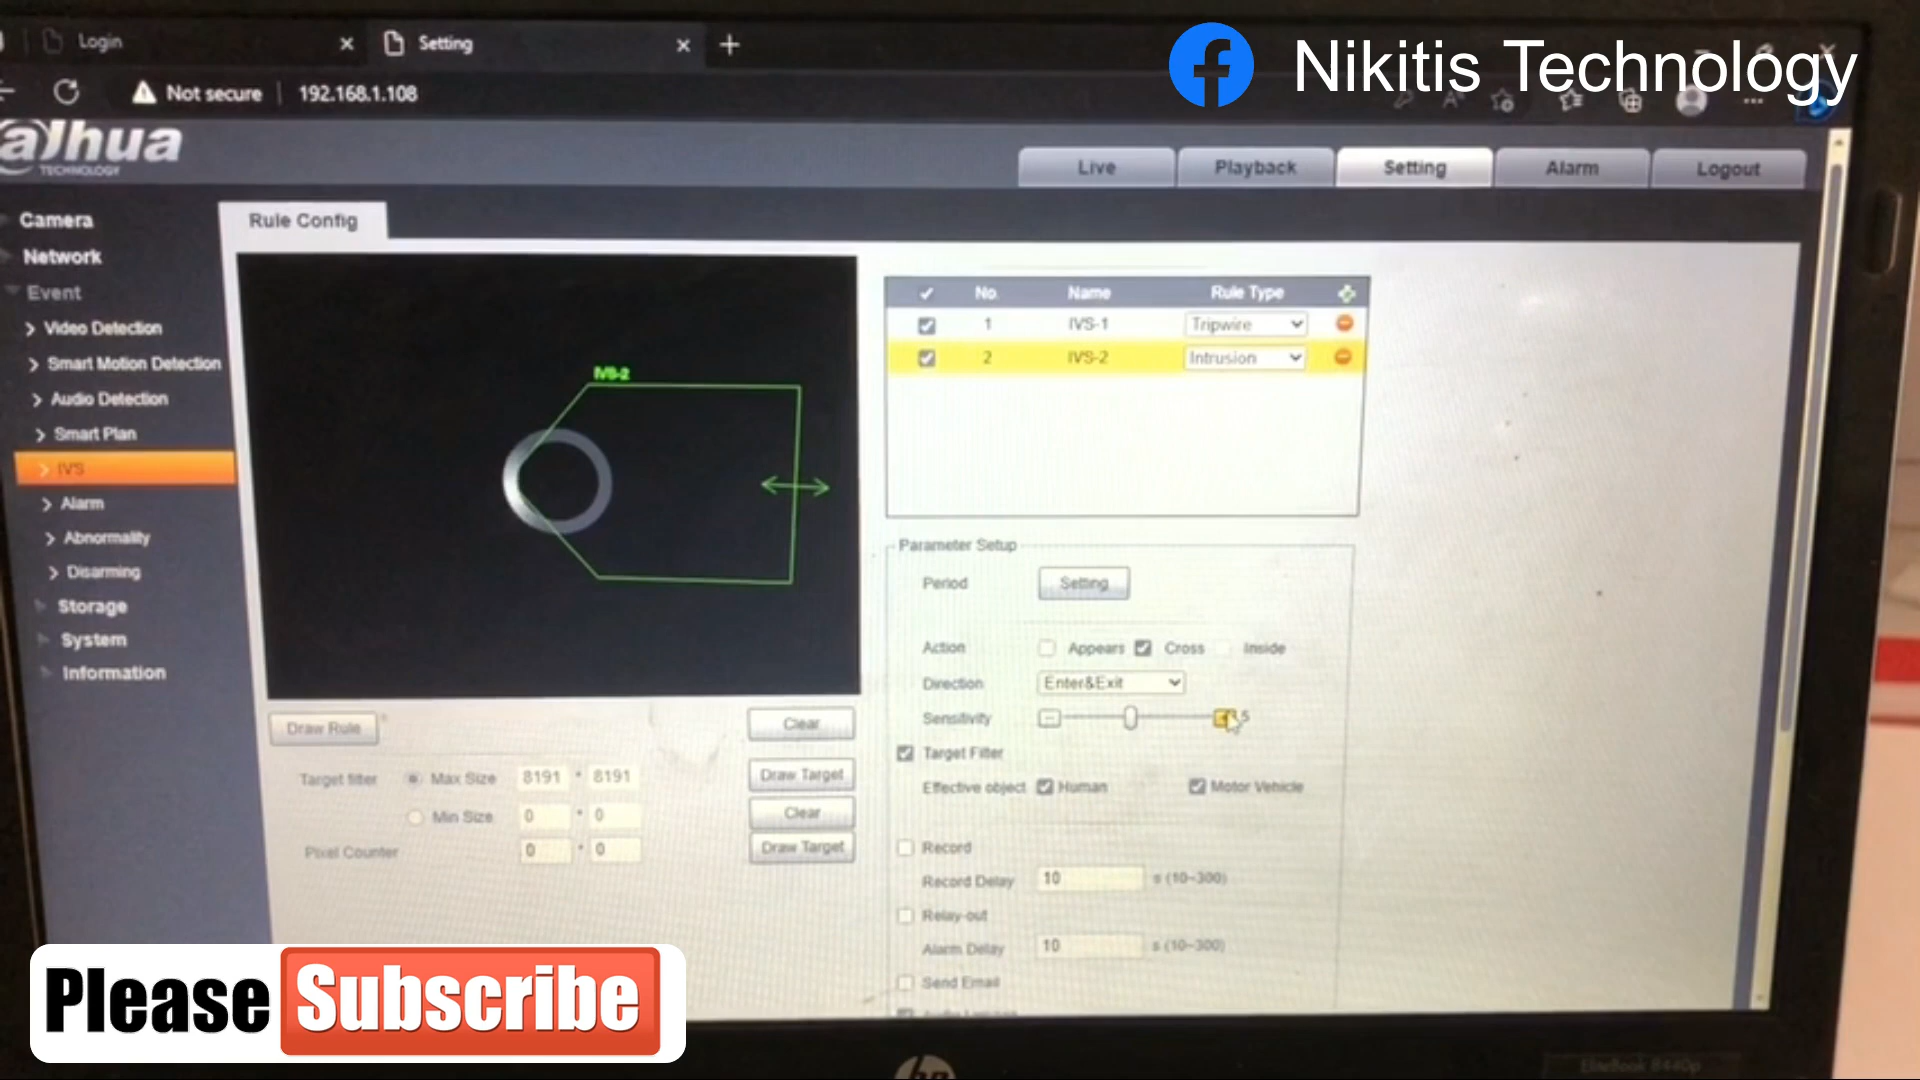 Login
Setting
Nikitis Technology
Not secure
192.168.1.108
alhua
TECHNOLOGY
Live
Playback
Setting
Alarm
Logout
Camera
Network
Event
Video Detection
Smart Motion Detection
Audio Detection
Smart Plan
IVS
Alarm
Abnormality
Disarming
Storage
System
Information
Rule Config
IVS-2
Draw Rule
Clear
Target filter
Max Size
8191 * 8191
Draw Target
Min Size
0 * 0
Clear
Pixel Counter
0 * 0
Draw Target
No. Name Rule Type
1 IVS-1 Tripwire
2 IVS-2 Intrusion
Parameter Setup
Period
Setting
Action
Appears
Cross
Inside
Direction
Enter&Exit
Sensitivity
5
Target Filter
Effective object
Human
Motor Vehicle
Record
Record Delay
10
s (10~300)
Relay-out
Alarm Delay
10
s (10~300)
Send Email
Please Subscribe
hp
EliteBook 8440p